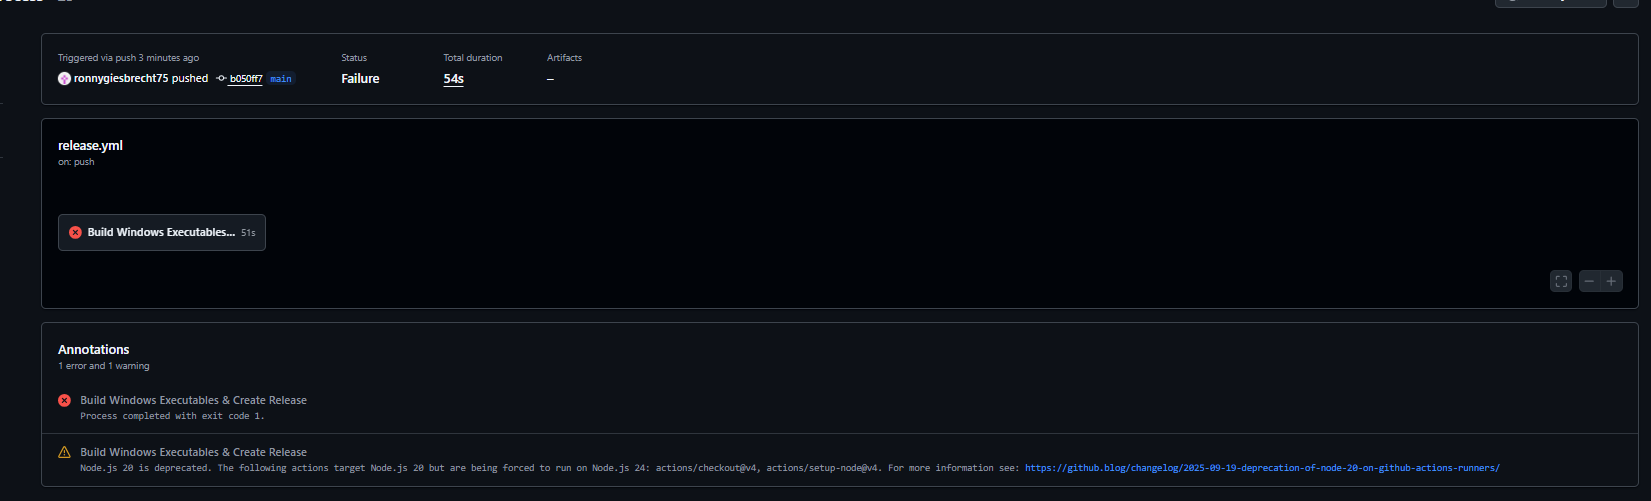 Triggered via push 3 minutes ago
ronnygiesbrecht75 pushed b050ff7 main
Status
Failure
Total duration
54s
Artifacts
–
release.yml
on: push
Build Windows Executables... 51s
Annotations
1 error and 1 warning
Build Windows Executables & Create Release
Process completed with exit code 1.
Build Windows Executables & Create Release
Node.js 20 is deprecated. The following actions target Node.js 20 but are being forced to run on Node.js 24: actions/checkout@v4, actions/setup-node@v4. For more information see: https://github.blog/changelog/2025-09-19-deprecation-of-node-20-on-github-actions-runners/